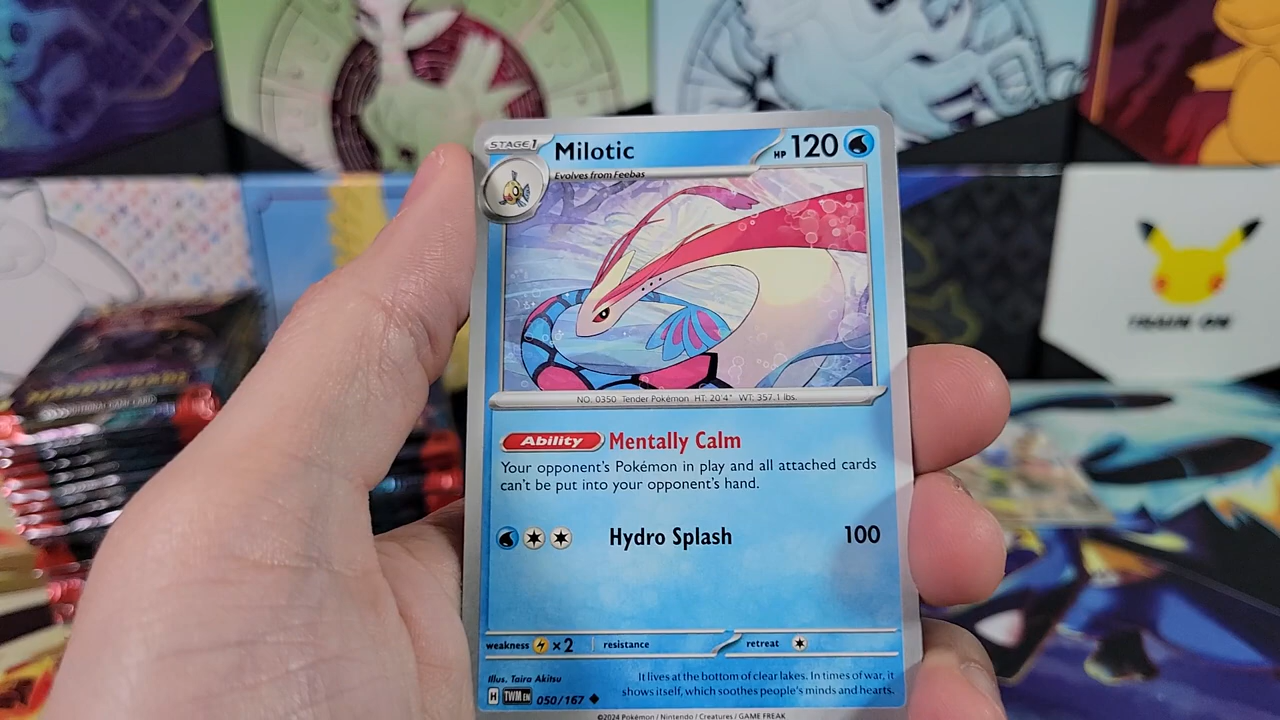 STAGE 1
Milotic
HP 120
Evolves from Feebas
NO. 0350 Tender Pokémon HT: 20'4" WT: 357.1 lbs.
Ability Mentally Calm
Your opponent's Pokémon in play and all attached cards
can't be put into your opponent's hand.
Hydro Splash 100
weakness ×2 resistance retreat
Illus. Taira Akitsu
It lives at the bottom of clear lakes. In times of war, it
shows itself, which soothes people's minds and hearts.
H TWM EN 050/167
©2024 Pokémon / Nintendo / Creatures / GAME FREAK
TRAIN ON